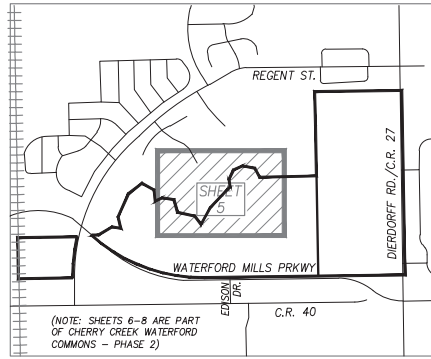 REGENT ST.
DIERDORFF RD./C.R. 27
SHEET
5
WATERFORD MILLS PRKWY
EDISON
DR.
C.R. 40
(NOTE: SHEETS 6-8 ARE PART
OF CHERRY CREEK WATERFORD
COMMONS - PHASE 2)